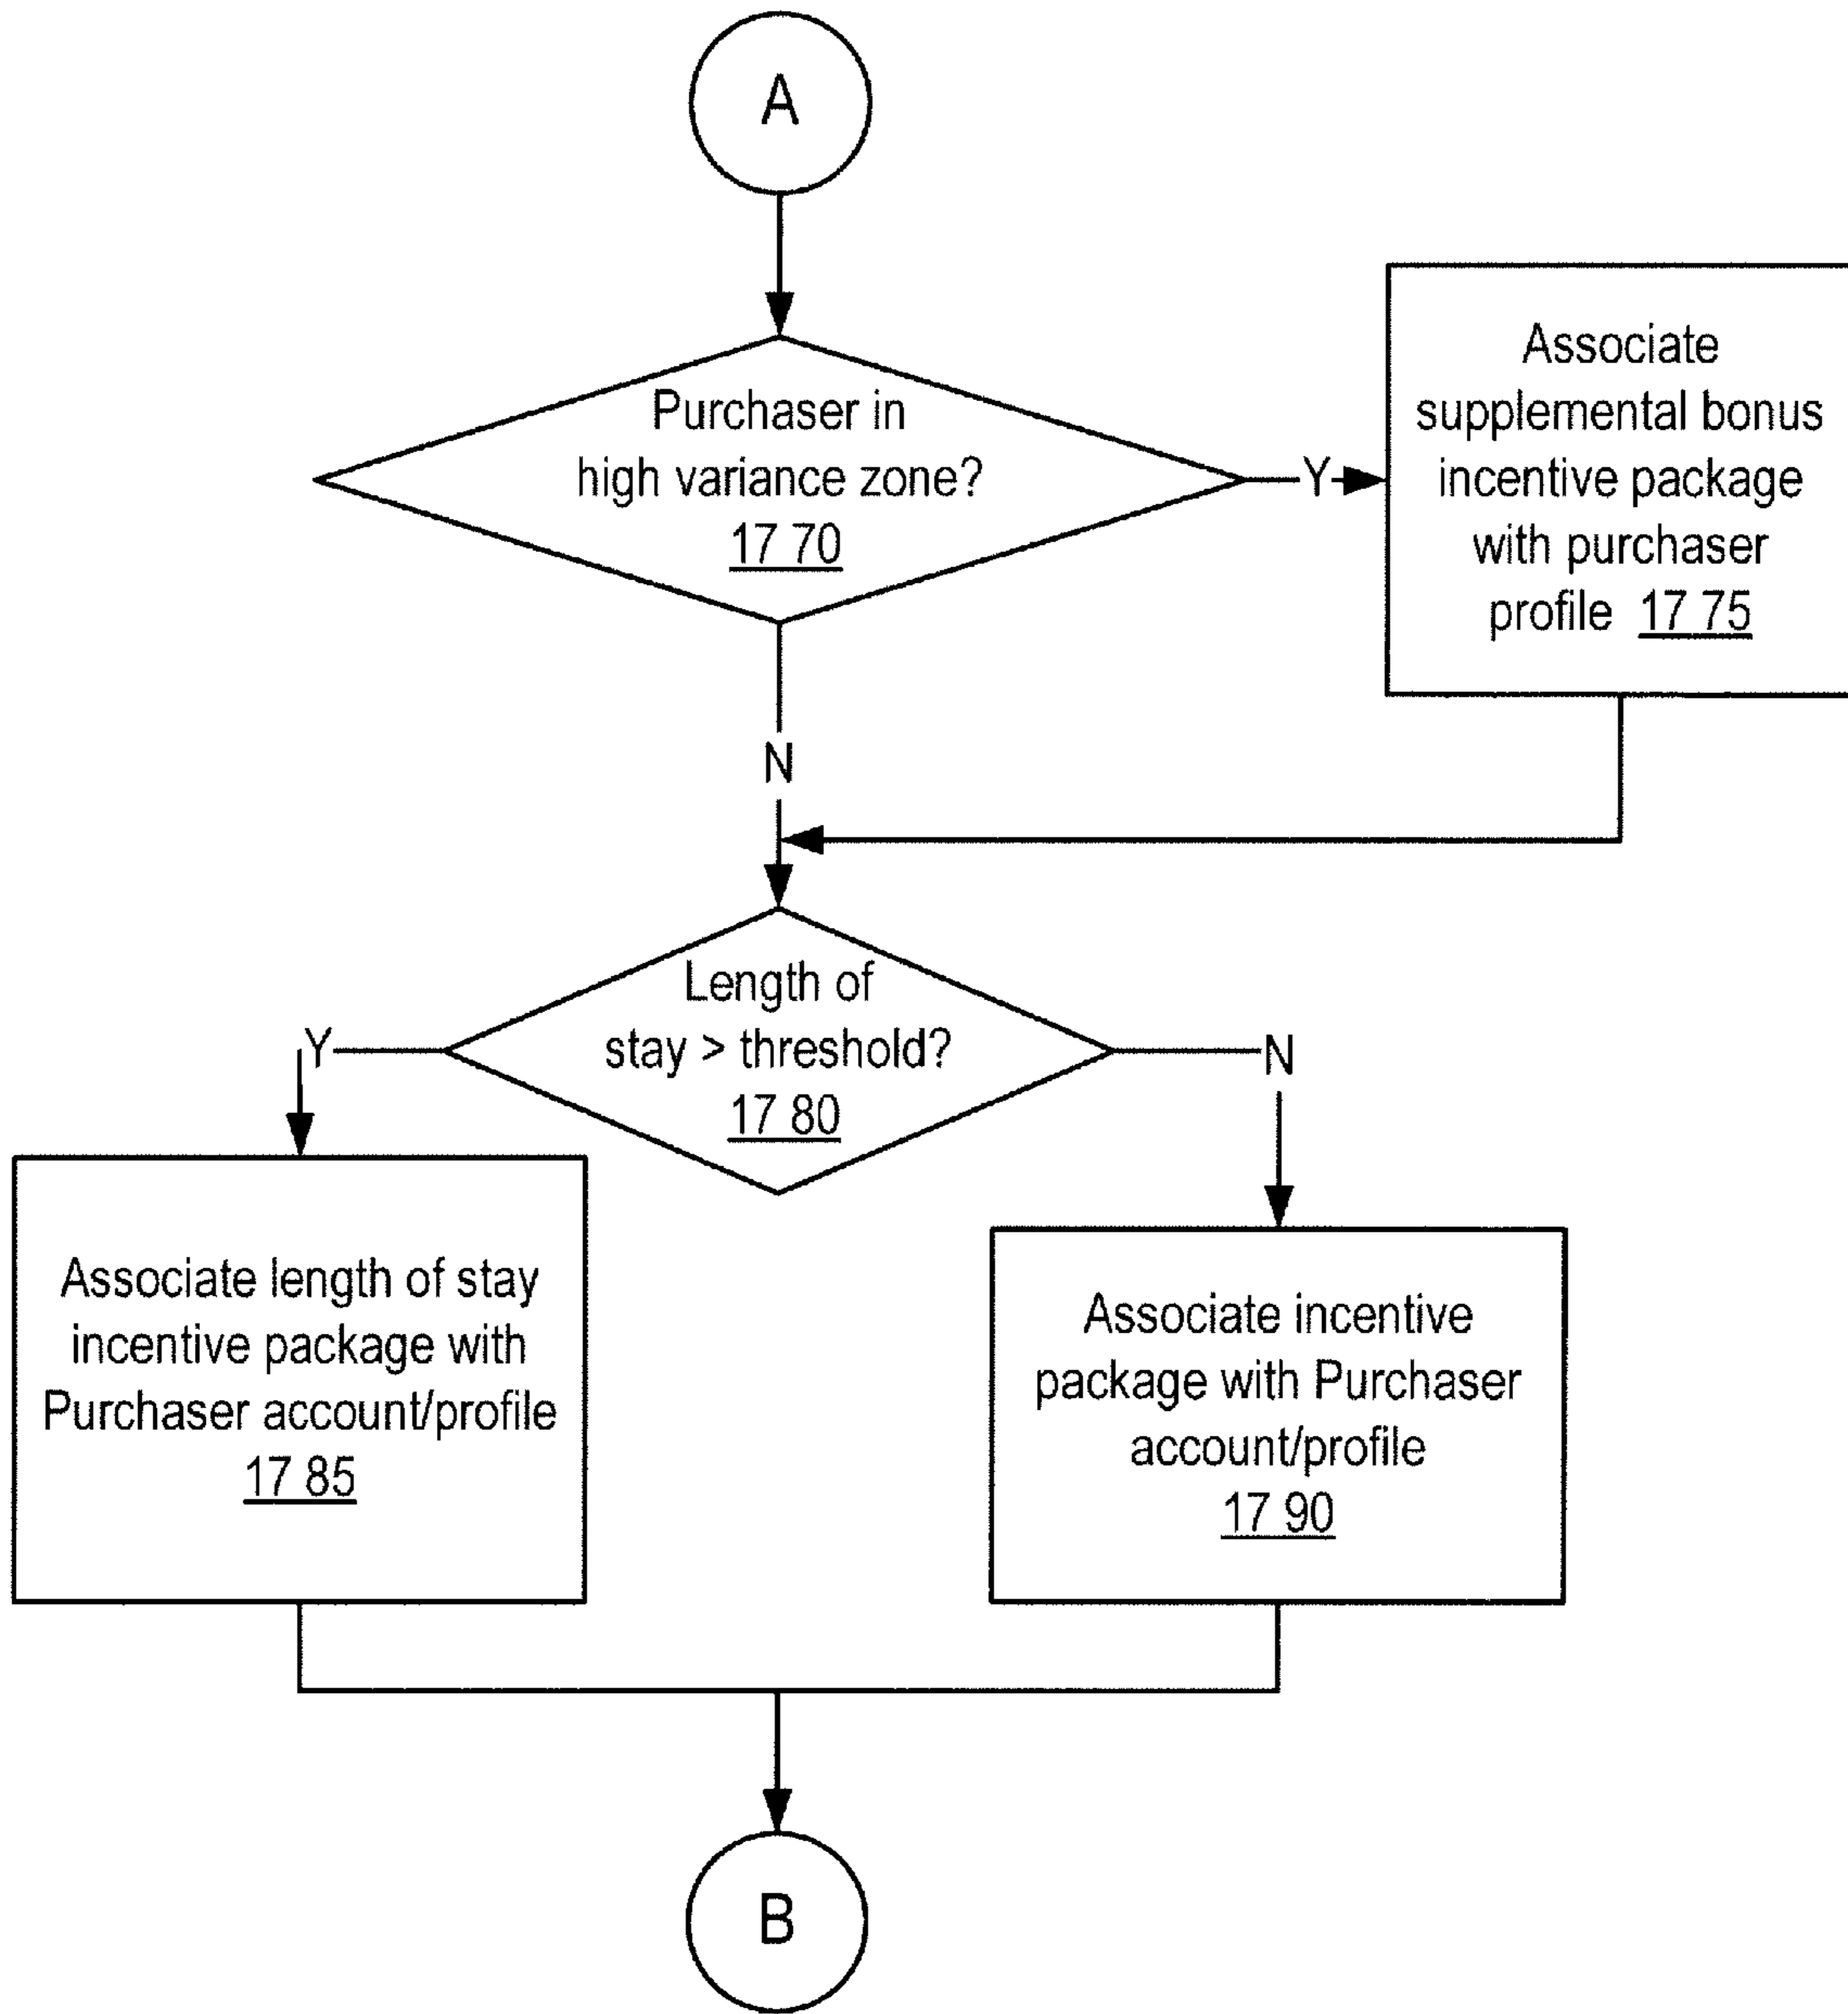 A
Purchaser in
high variance zone?
17 70
Y
Associate
supplemental bonus
incentive package
with purchaser
profile 17 75
N
Length of
stay > threshold?
17 80
Y
N
Associate length of stay
incentive package with
Purchaser account/profile
17 85
Associate incentive
package with Purchaser
account/profile
17 90
B